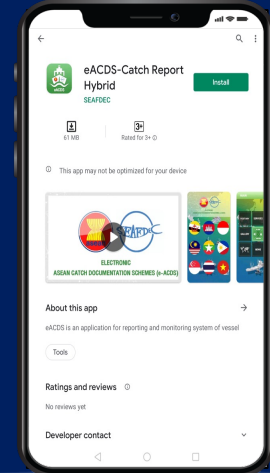 eACDS-Catch Report
Hybrid
Install
SEAFDEC
61 MB
3+
Rated for 3+
This app may not be optimized for your device
SEAFDEC
ELECTRONIC
ASEAN CATCH DOCUMENTATION SCHEMES (e-ACDS)
About this app
eACDS is an application for reporting and monitoring system of vessel
Tools
Ratings and reviews
No reviews yet
Developer contact